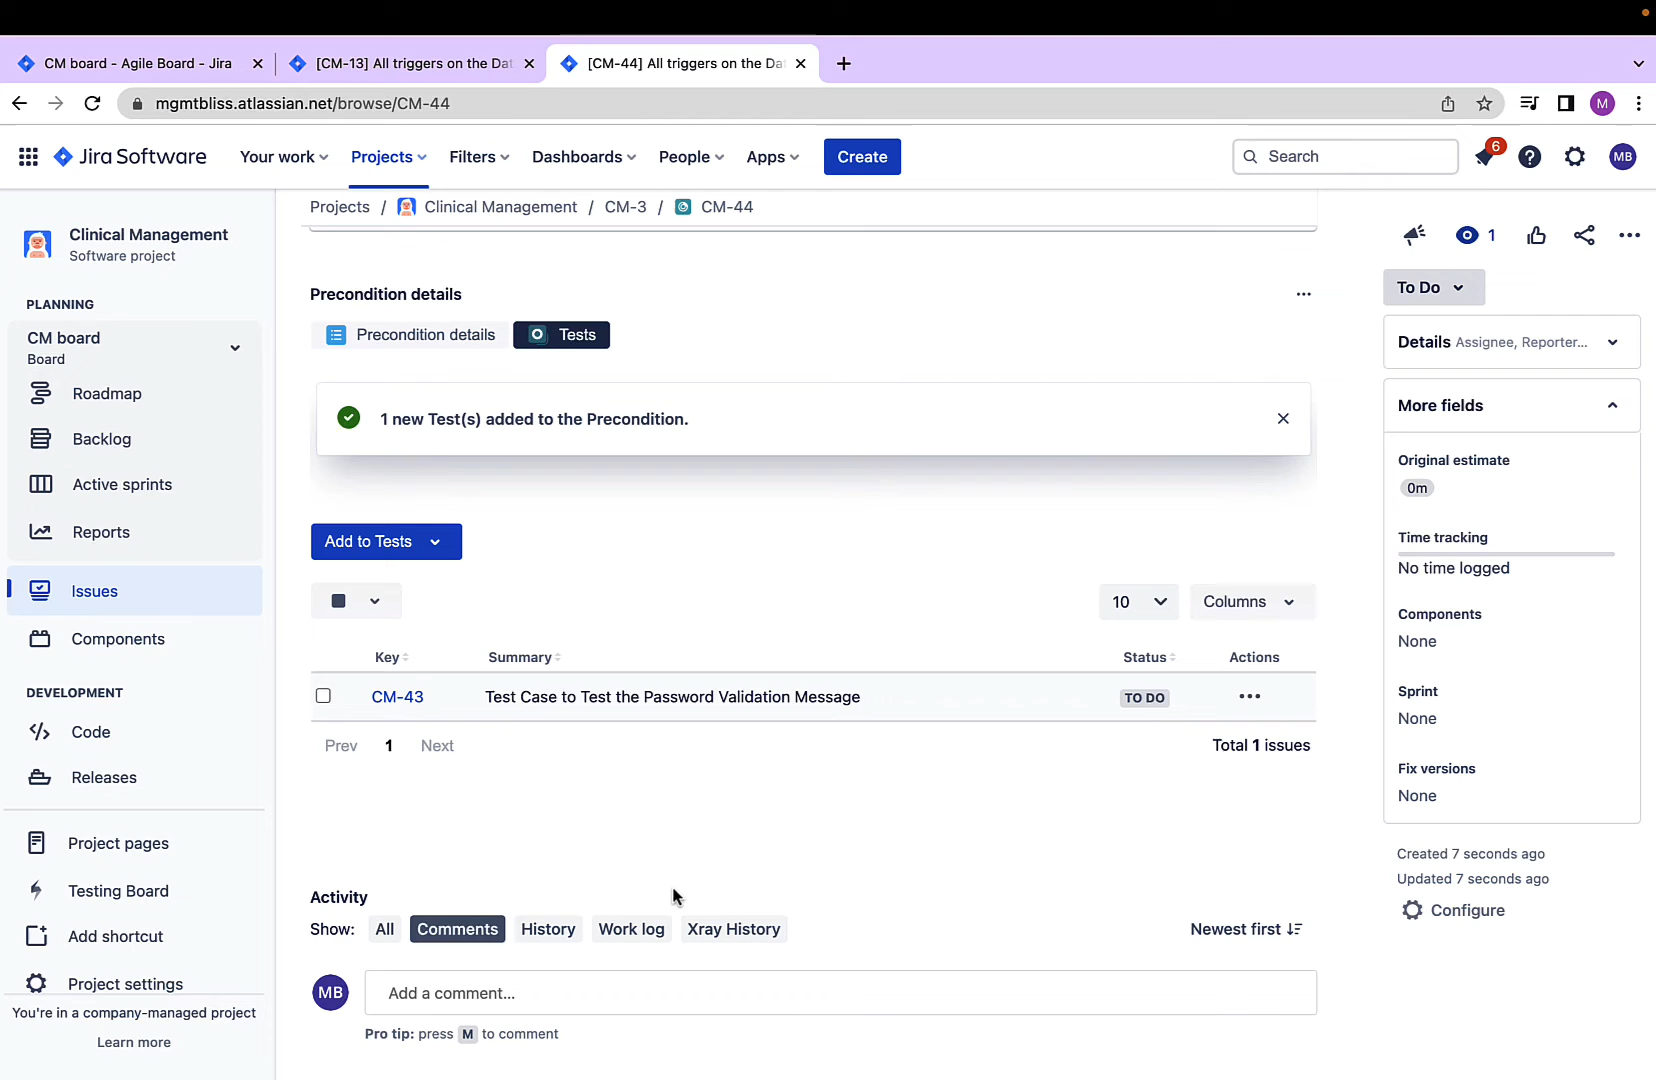 CM board - Agile Board - Jira
[CM-13] All triggers on the Dat
[CM-44] All triggers on the Dat
mgmtbliss.atlassian.net/browse/CM-44
M
Jira Software
Your work
Projects
Filters
Dashboards
People
Apps
Create
Search
6
MB
Projects / Clinical Management / CM-3 / CM-44
1
Clinical Management
Software project
PLANNING
CM board
Board
Roadmap
Backlog
Active sprints
Reports
Issues
Components
DEVELOPMENT
Code
Releases
Project pages
Testing Board
Add shortcut
Project settings
You're in a company-managed project
Learn more
Precondition details
Precondition details
Tests
1 new Test(s) added to the Precondition.
Add to Tests
10
Columns
Key Summary Status Actions
CM-43 Test Case to Test the Password Validation Message TO DO
Prev 1 Next
Total 1 issues
Activity
Show: All Comments History Work log Xray History
Newest first
MB
Add a comment...
Pro tip: press M to comment
To Do
Details Assignee, Reporter...
More fields
Original estimate
0m
Time tracking
No time logged
Components
None
Sprint
None
Fix versions
None
Created 7 seconds ago
Updated 7 seconds ago
Configure